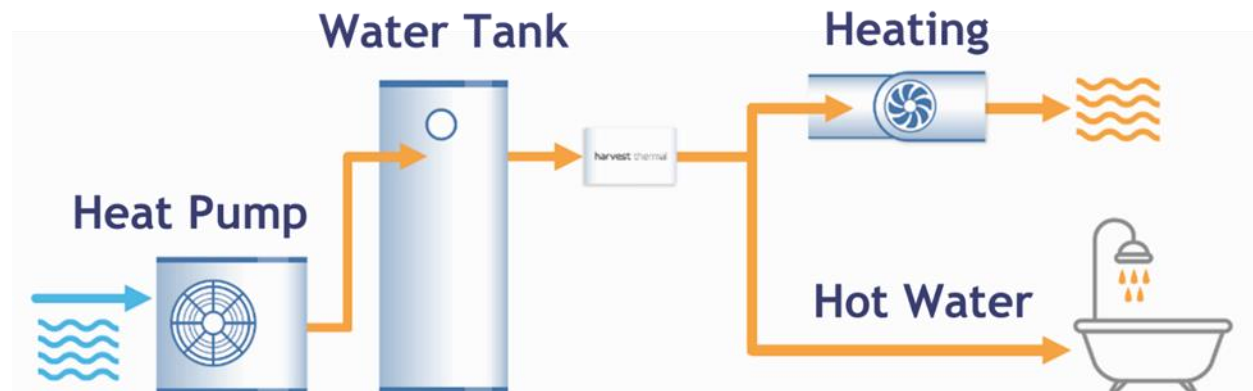 Water Tank
Heating
harvest thermal
Heat Pump
Hot Water